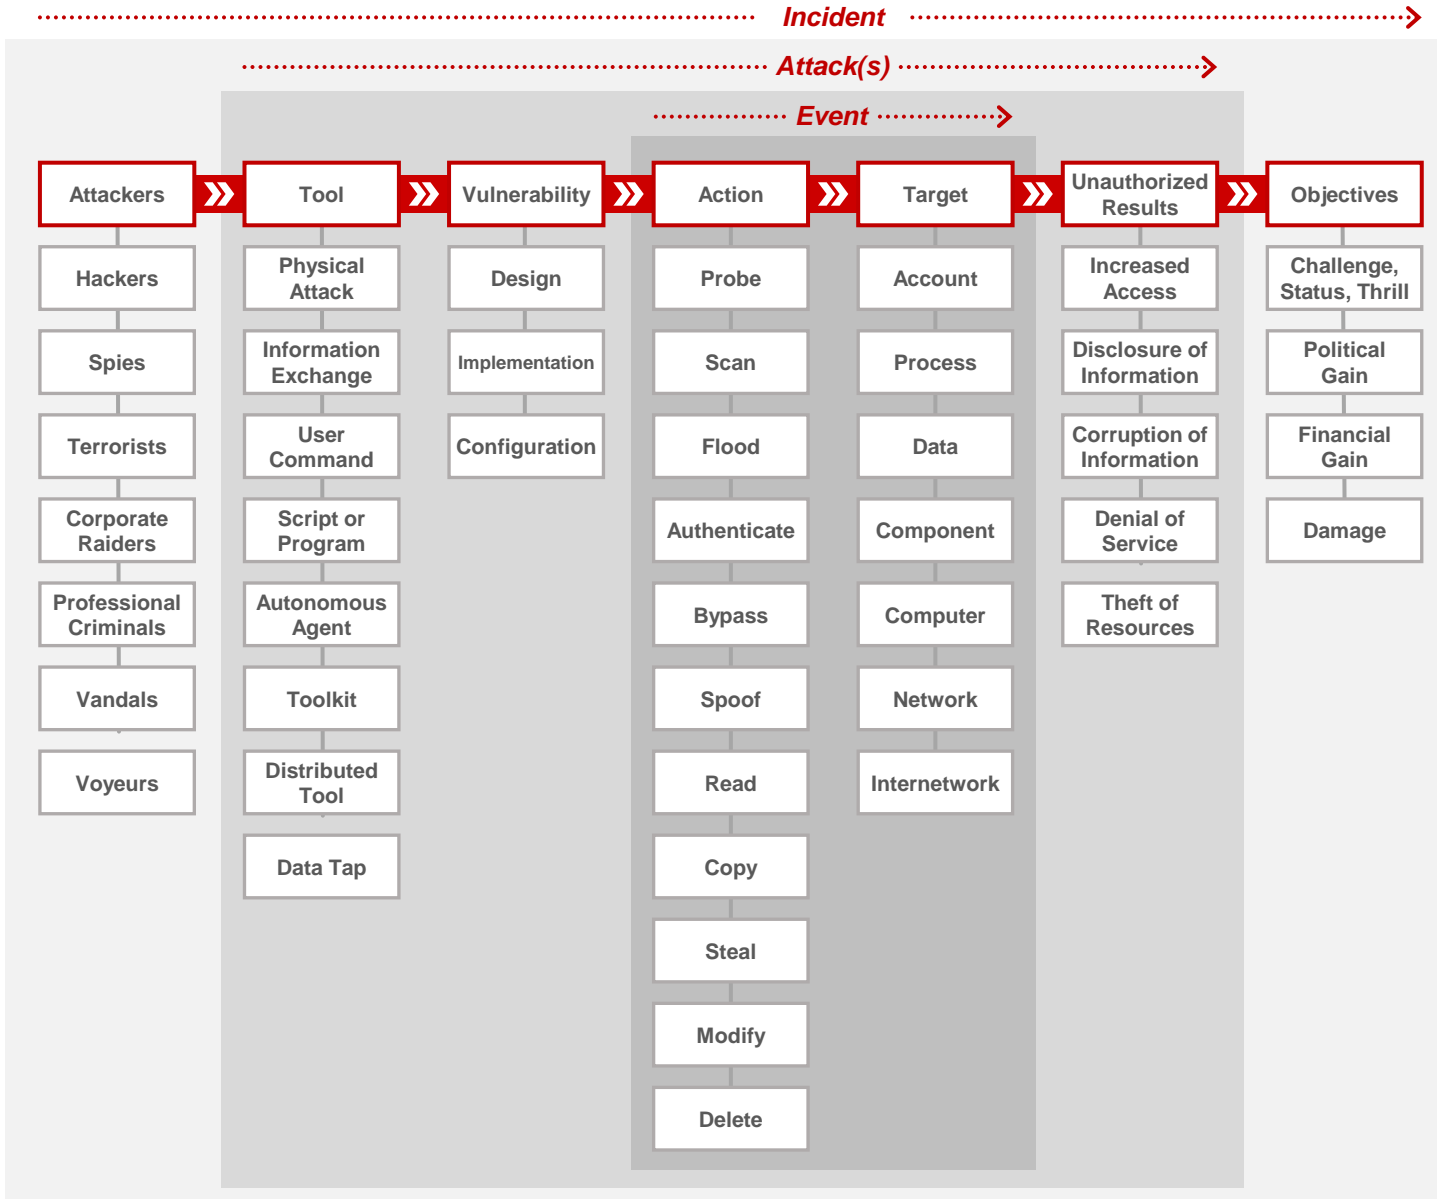 Incident
Attack(s)
Event
Attackers
Tool
Vulnerability
Action
Target
Unauthorized
Results
Objectives
Hackers
Physical
Attack
Design
Probe
Account
Increased
Access
Challenge,
Status, Thrill
Spies
Information
Exchange
Implementation
Scan
Process
Disclosure of
Information
Political
Gain
Terrorists
User
Command
Configuration
Flood
Data
Corruption of
Information
Financial
Gain
Corporate
Raiders
Script or
Program
Authenticate
Component
Denial of
Service
Damage
Professional
Criminals
Autonomous
Agent
Bypass
Computer
Theft of
Resources
Vandals
Toolkit
Spoof
Network
Voyeurs
Distributed
Tool
Read
Internetwork
Data Tap
Copy
Steal
Modify
Delete